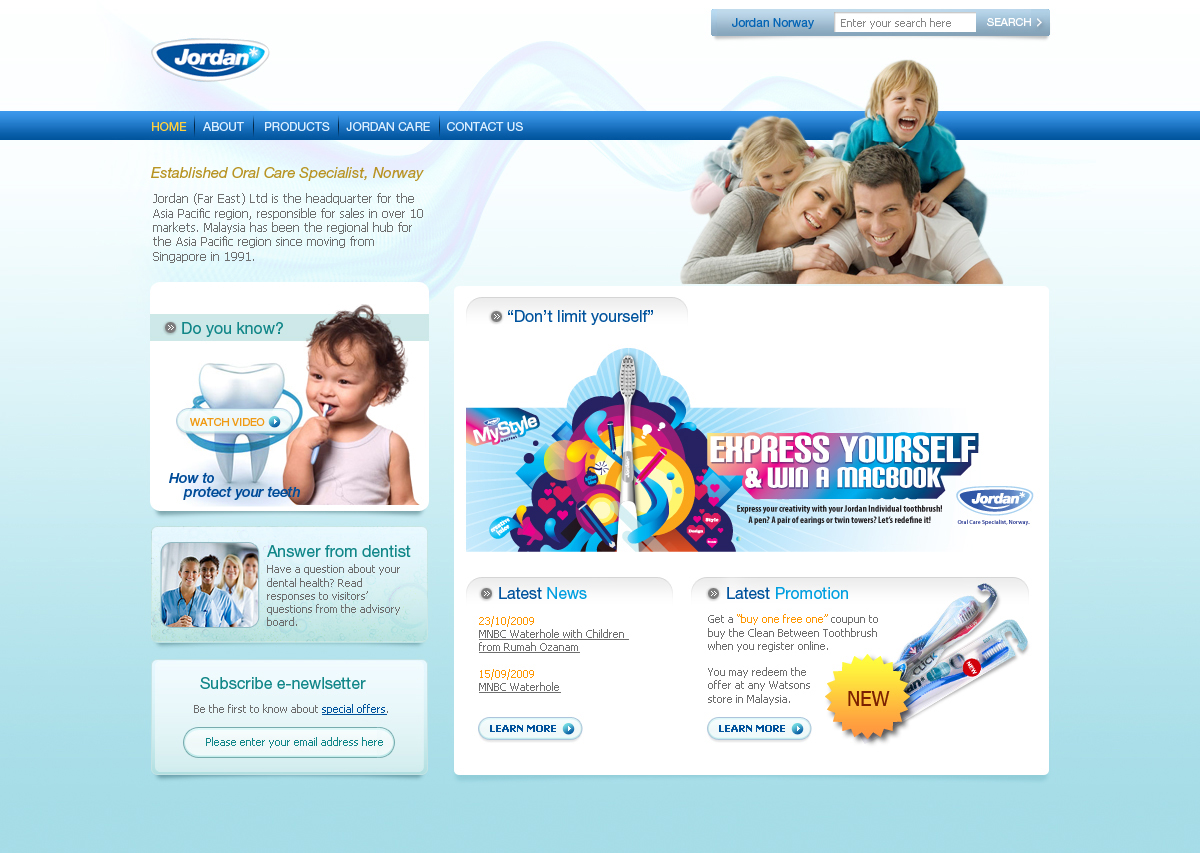 Jordan Norway
Enter your search here
SEARCH
Jordan*
HOME
ABOUT
PRODUCTS
JORDAN CARE
CONTACT US
Established Oral Care Specialist, Norway
Jordan (Far East) Ltd is the headquarter for the
Asia Pacific region, responsible for sales in over 10
markets. Malaysia has been the regional hub for
the Asia Pacific region since moving from
Singapore in 1991.
Do you know?
WATCH VIDEO
How to
protect your teeth
Answer from dentist
Have a question about your
dental health? Read
responses to visitors'
questions from the advisory
board.
Subscribe e-newlsetter
Be the first to know about special offers.
Please enter your email address here
“Don’t limit yourself”
MyStyle
EXPRESS YOURSELF
& WIN A MACBOOK
Express your creativity with your Jordan Individual toothbrush!
A pen? A pair of earings or twin towers? Let's redefine it!
Jordan*
Oral Care Specialist, Norway.
Style
Latest News
23/10/2009
MNBC Waterhole with Children
from Rumah Ozanam
15/09/2009
MNBC Waterhole
LEARN MORE
Latest Promotion
Get a “buy one free one” coupun to
buy the Clean Between Toothbrush
when you register online.
You may redeem the
offer at any Watsons
store in Malaysia.
LEARN MORE
NEW
CLICK
NEW